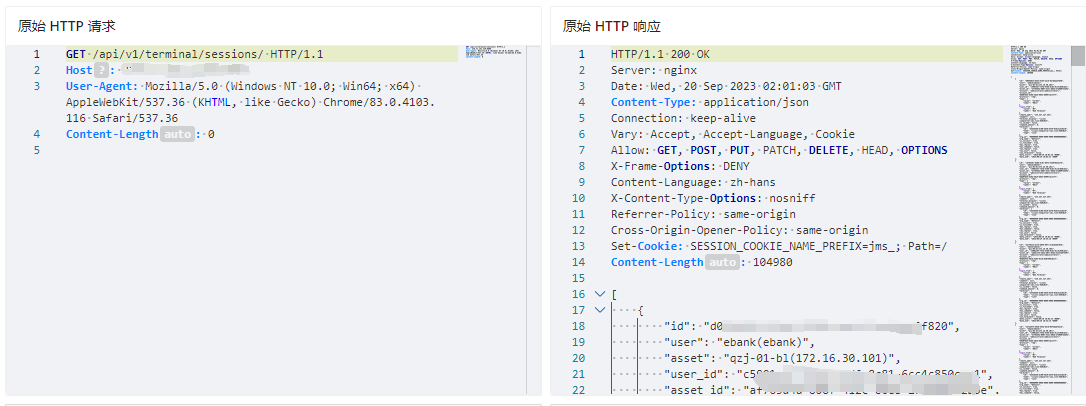 原始 HTTP 请求
1 GET /api/v1/terminal/sessions/ HTTP/1.1
2 Host ? :
3 User-Agent: Mozilla/5.0 (Windows NT 10.0; Win64; x64)
AppleWebKit/537.36 (KHTML, like Gecko) Chrome/83.0.4103.
116 Safari/537.36
4 Content-Length auto : 0
5
原始 HTTP 响应
1 HTTP/1.1 200 OK
2 Server: nginx
3 Date: Wed, 20 Sep 2023 02:01:03 GMT
4 Content-Type: application/json
5 Connection: keep-alive
6 Vary: Accept, Accept-Language, Cookie
7 Allow: GET, POST, PUT, PATCH, DELETE, HEAD, OPTIONS
8 X-Frame-Options: DENY
9 Content-Language: zh-hans
10 X-Content-Type-Options: nosniff
11 Referrer-Policy: same-origin
12 Cross-Origin-Opener-Policy: same-origin
13 Set-Cookie: SESSION_COOKIE_NAME_PREFIX=jms_; Path=/
14 Content-Length auto : 104980
15
16 [
17 {
18 "id": "d0 f820",
19 "user": "ebank(ebank)",
20 "asset": "qzj-01-bl(172.16.30.101)",
21 "user_id":
22 "asset_id":